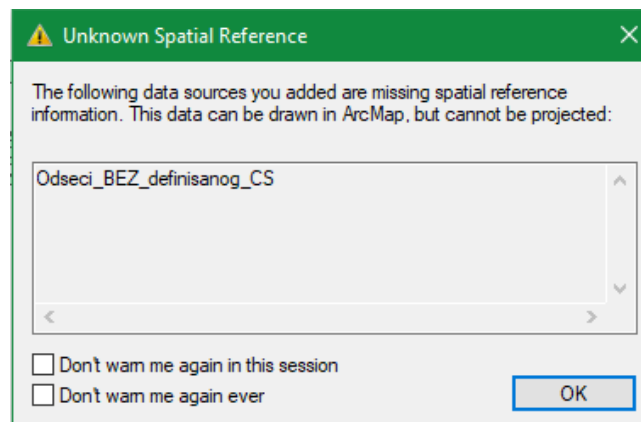 Unknown Spatial Reference
The following data sources you added are missing spatial reference
information. This data can be drawn in ArcMap, but cannot be projected:
Odseci_BEZ_definisanog_CS
Don't warn me again in this session
Don't warn me again ever
OK